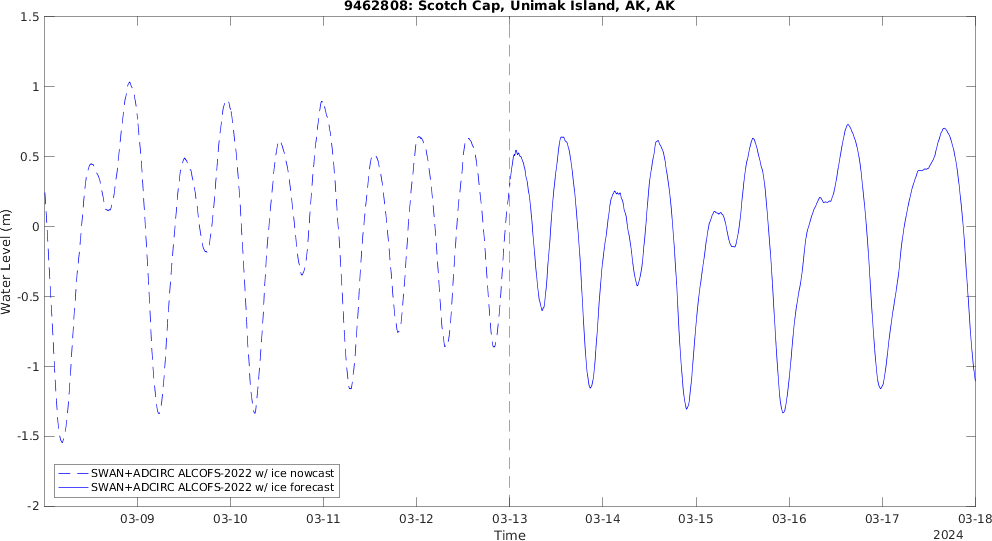 9462808: Scotch Cap, Unimak Island, AK, AK
1.5
1
0.5
0
-0.5
-1
-1.5
-2
Water Level (m)
SWAN+ADCIRC ALCOFS-2022 w/ ice nowcast
SWAN+ADCIRC ALCOFS-2022 w/ ice forecast
03-09 03-10 03-11 03-12 03-13 03-14 03-15 03-16 03-17 03-18
Time
2024